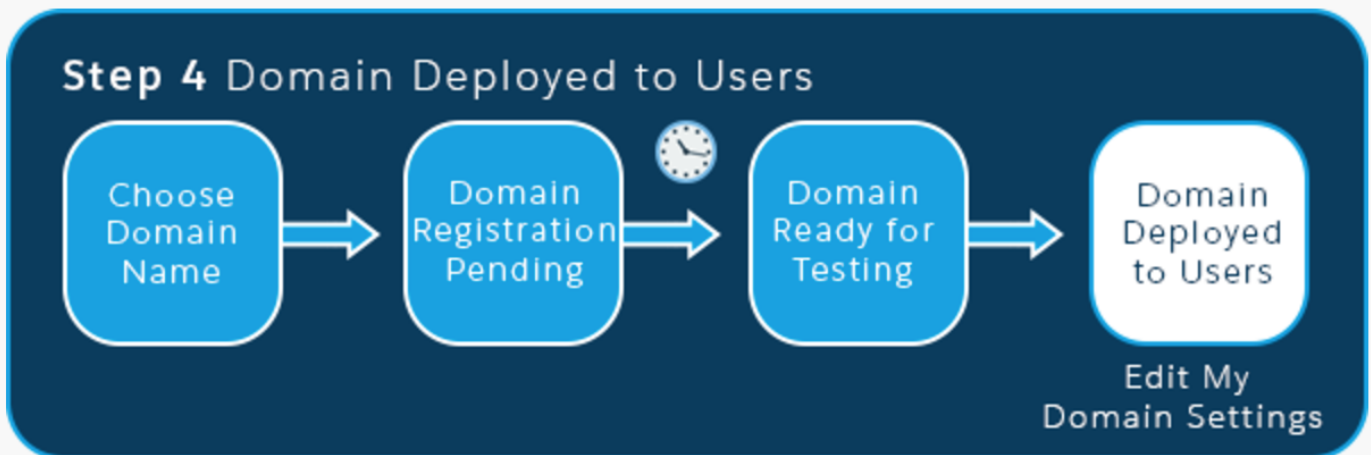 Step 4 Domain Deployed to Users
Choose
Domain
Name
Domain
Registration
Pending
Domain
Ready for
Testing
Domain
Deployed
to Users
Edit My
Domain Settings